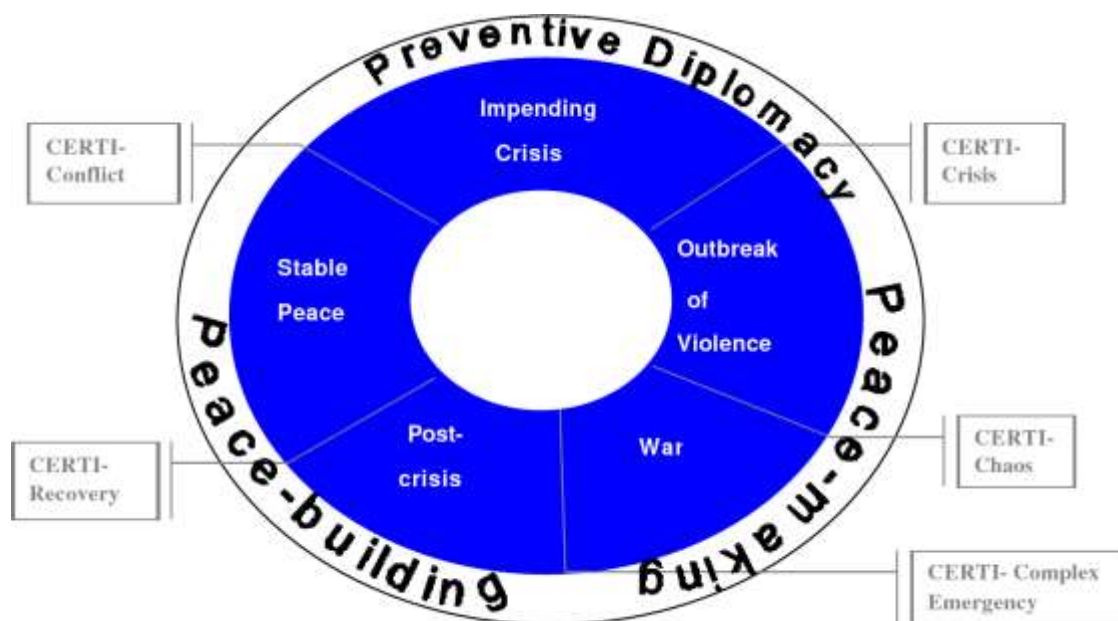 Preventive Diplomacy
Impending
Crisis
CERTI-
Conflict
CERTI-
Crisis
Stable
Peace
Outbreak
of
Violence
Peace-building
Peace-making
Post-
crisis
War
CERTI-
Recovery
CERTI-
Chaos
CERTI- Complex
Emergency